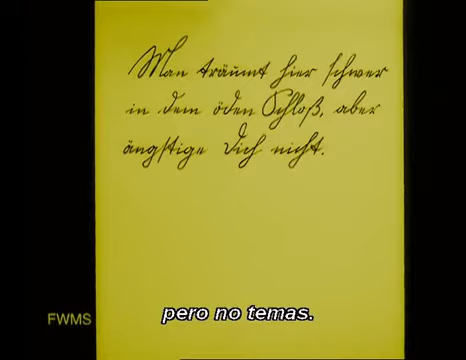 Man träumt hier schwer
in dem öden Schloß, aber
ängstige Dich nicht.
FWMS
pero no temas.